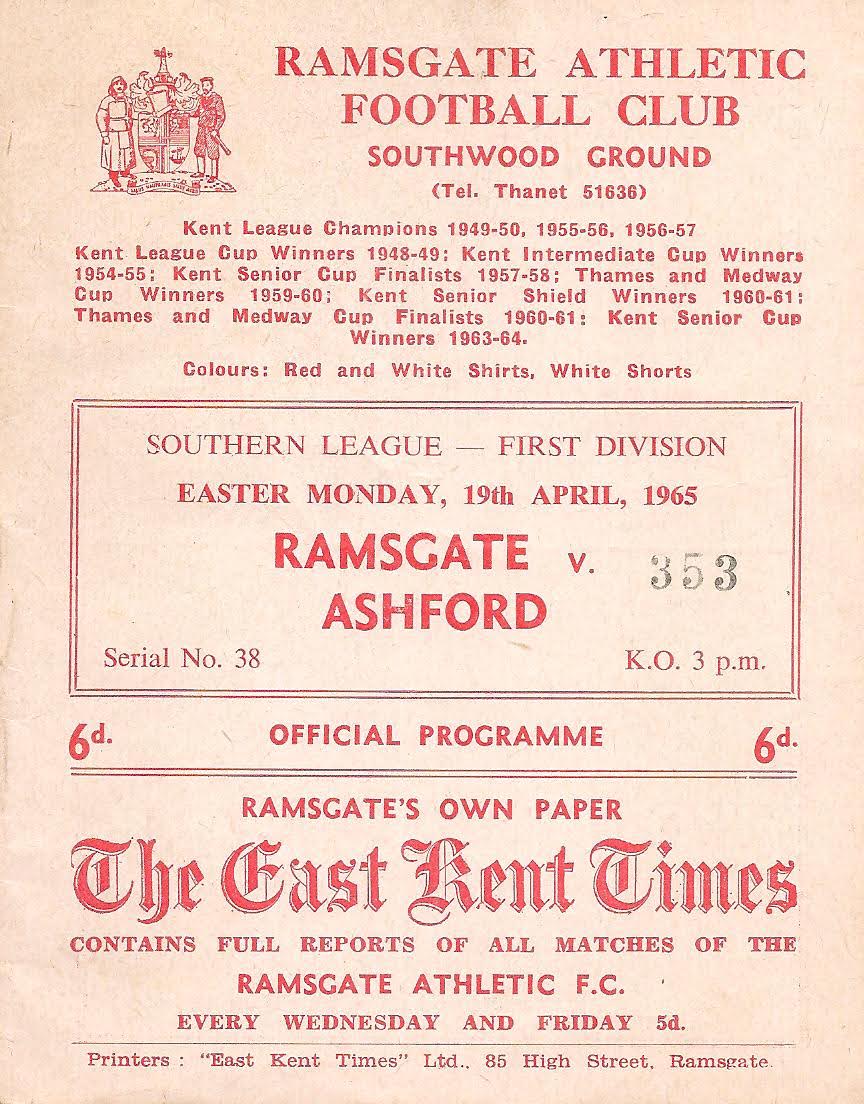 RAMSGATE ATHLETIC
FOOTBALL CLUB
SOUTHWOOD GROUND
(Tel. Thanet 51636)
Kent League Champions 1949-50, 1955-56, 1956-57
Kent League Cup Winners 1948-49; Kent Intermediate Cup Winners
1954-55; Kent Senior Cup Finalists 1957-58; Thames and Medway
Cup Winners 1959-60; Kent Senior Shield Winners 1960-61;
Thames and Medway Cup Finalists 1960-61; Kent Senior Cup
Winners 1963-64.
Colours: Red and White Shirts, White Shorts
SOUTHERN LEAGUE — FIRST DIVISION
EASTER MONDAY, 19th APRIL, 1965
RAMSGATE v. 353
ASHFORD
Serial No. 38 K.O. 3 p.m.
6d. OFFICIAL PROGRAMME 6d.
RAMSGATE'S OWN PAPER
The East Kent Times
CONTAINS FULL REPORTS OF ALL MATCHES OF THE
RAMSGATE ATHLETIC F.C.
EVERY WEDNESDAY AND FRIDAY 5d.
Printers : "East Kent Times" Ltd., 85 High Street, Ramsgate.